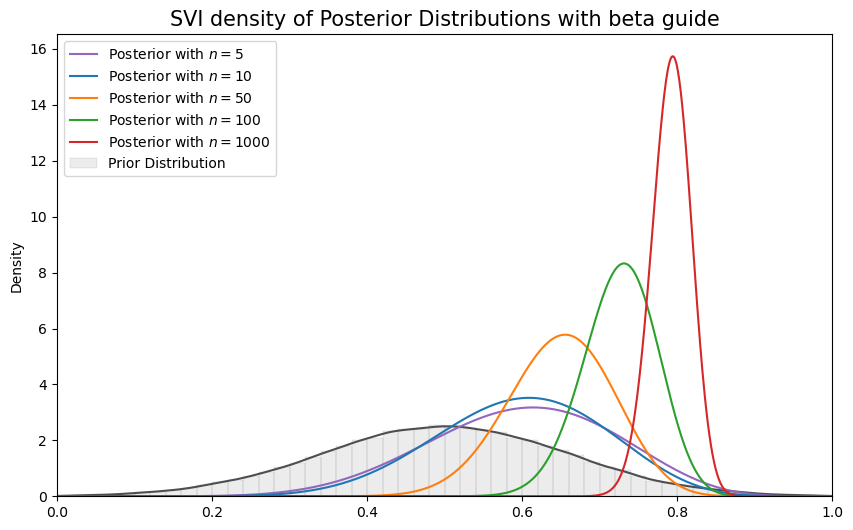 SVI density of Posterior Distributions with beta guide
Posterior with n = 5
Posterior with n = 10
Posterior with n = 50
Posterior with n = 100
Posterior with n = 1000
Prior Distribution
Density
16
14
12
10
8
6
4
2
0
0.0 0.2 0.4 0.6 0.8 1.0